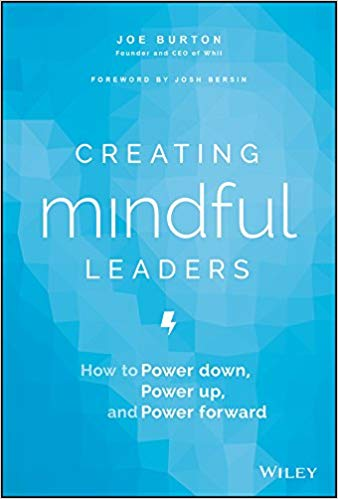 JOE BURTON
Founder and CEO of Whil
FOREWORD BY JOSH BERSIN
CREATING
mindful
LEADERS
How to Power down,
Power up,
and Power forward
WILEY